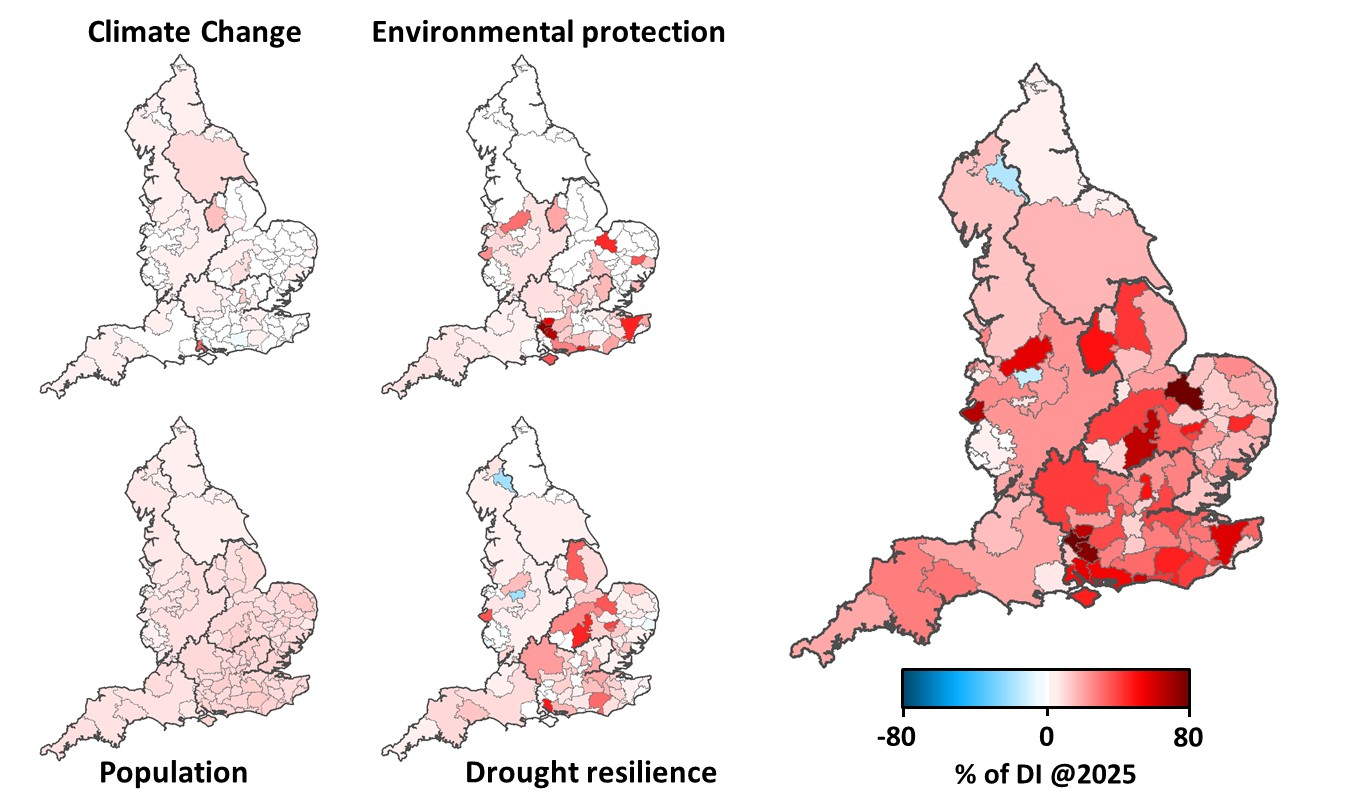 Climate Change
Environmental protection
Population
Drought resilience
-80
0
80
% of DI @2025